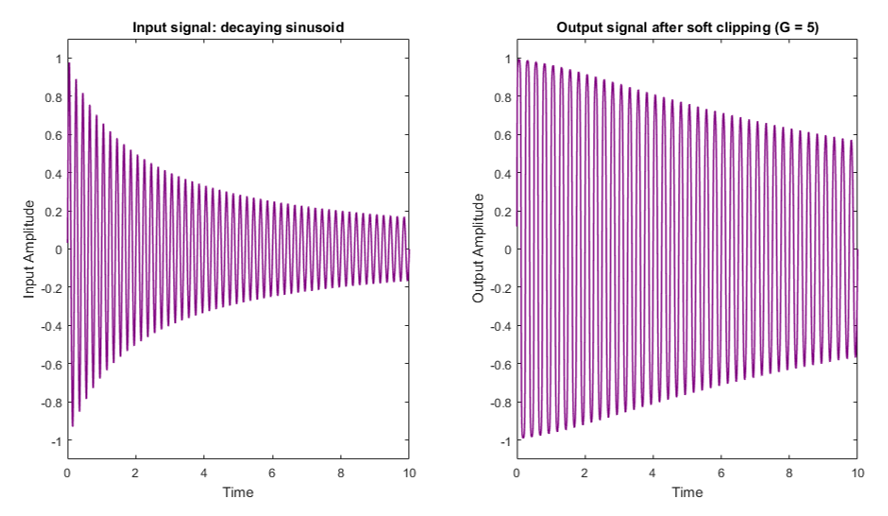 Input signal: decaying sinusoid
Input Amplitude
1
0.8
0.6
0.4
0.2
0
-0.2
-0.4
-0.6
-0.8
-1
0 2 4 6 8 10
Time
Output signal after soft clipping (G = 5)
Output Amplitude
1
0.8
0.6
0.4
0.2
0
-0.2
-0.4
-0.6
-0.8
-1
0 2 4 6 8 10
Time